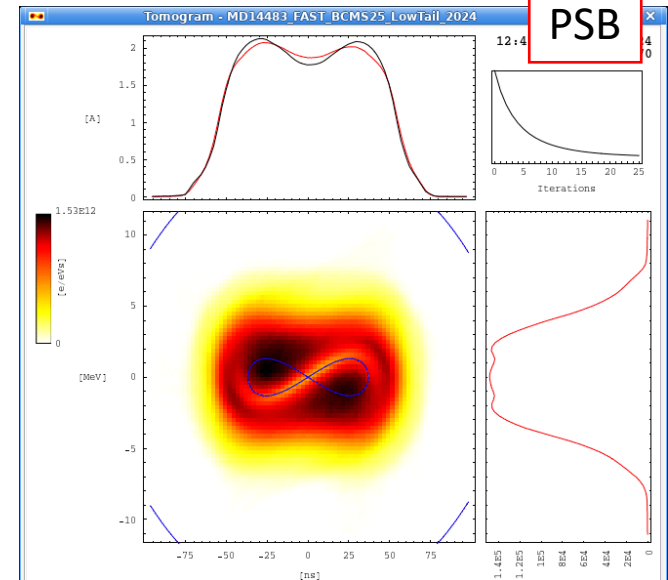 Tomogram - MD14483_FAST_BCMS25_LowTail_2024
PSB
12:4
24
70
2
1.5
1
0.5
0
[A]
0 5 10 15 20 25
Iterations
1.53E12
[e/eVs]
0
10
5
0
-5
-10
[MeV]
-75 -50 -25 0 25 50 75
[ns]
1.4E5 1.2E5 1E5 8E4 6E4 4E4 2E4 0